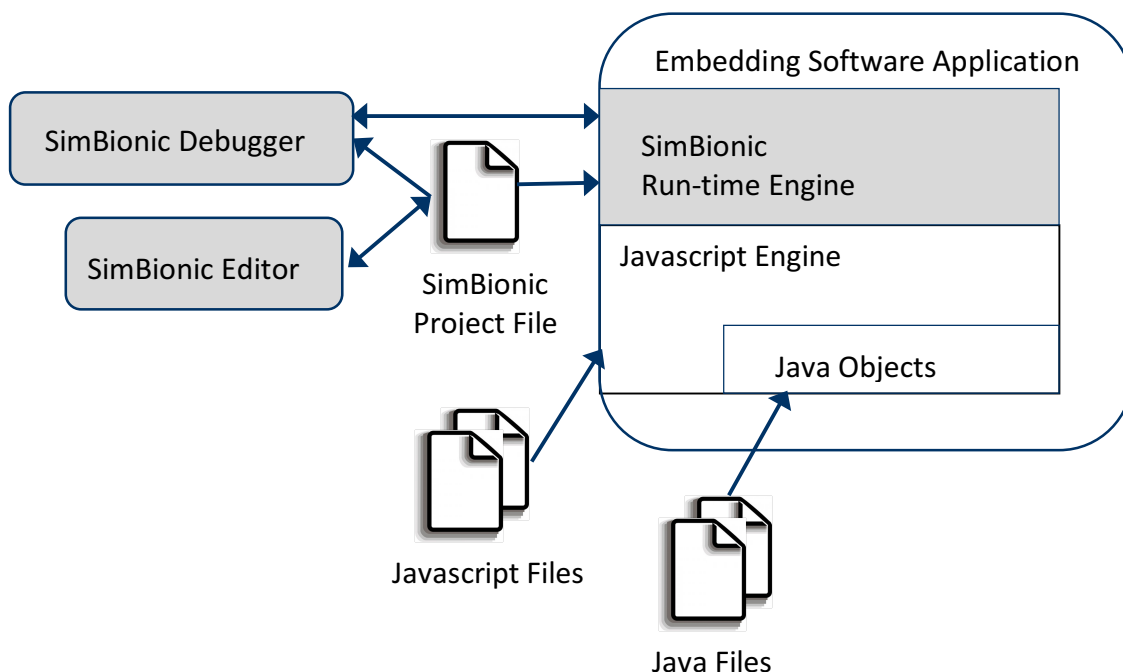 Embedding Software Application
SimBionic Debugger
SimBionic
Run-time Engine
SimBionic Editor
Javascript Engine
SimBionic
Project File
Java Objects
Javascript Files
Java Files